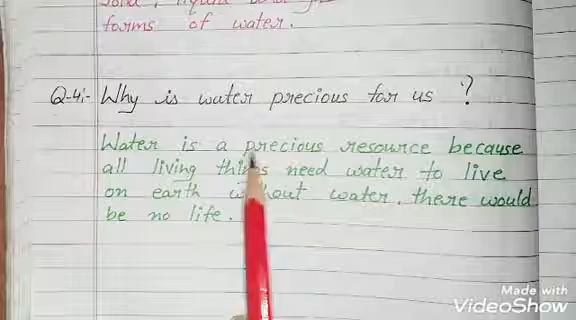 forms of water.
Q-4:- Why is water precious for us ?
Water is a precious resource because
all living things need water to live
on earth without water. there would
be no life.
Made with
VideoShow